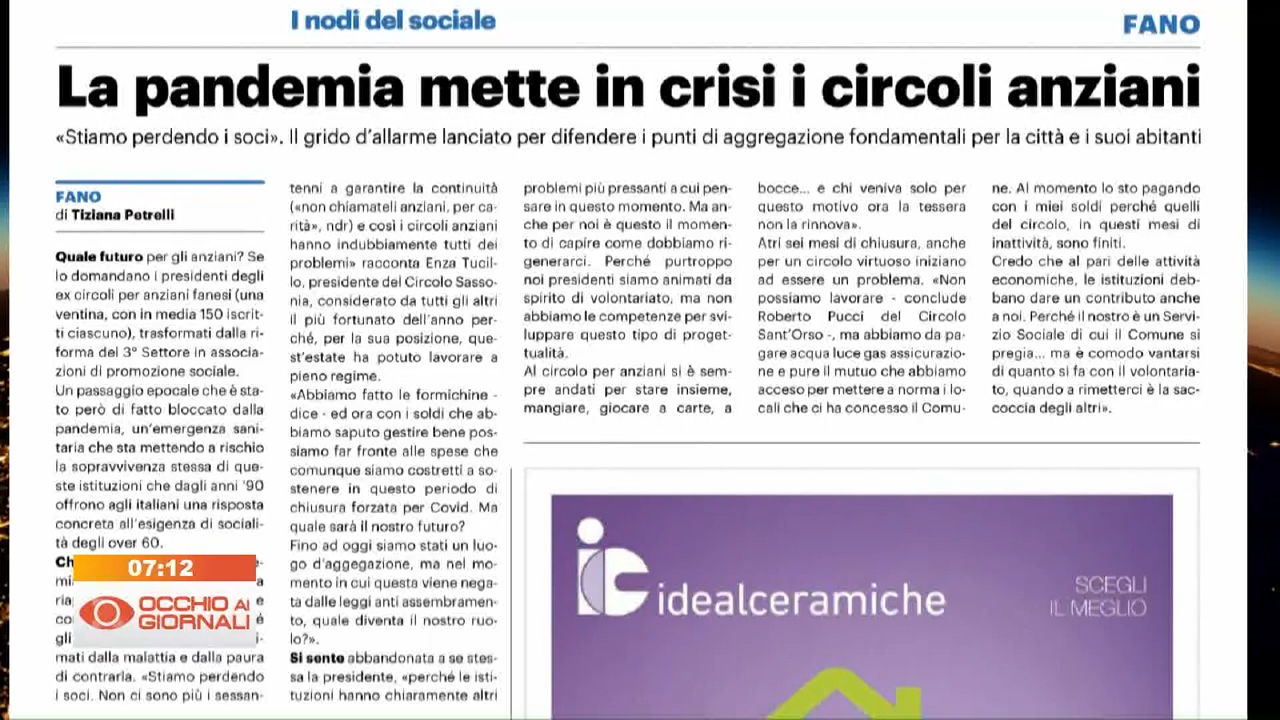 I nodi del sociale
FANO
La pandemia mette in crisi i circoli anziani
«Stiamo perdendo i soci». Il grido d'allarme lanciato per difendere i punti di aggregazione fondamentali per la città e i suoi abitanti
FANO
di Tiziana Petrelli
Quale futuro per gli anziani? Se
lo domandano i presidenti degli
ex circoli per anziani fanesi (una
ventina, con in media 150 iscrit-
ti ciascuno), trasformati dalla ri-
forma del 3° Settore in associa-
zioni di promozione sociale.
Un passaggio epocale che è sta-
to però di fatto bloccato dalla
pandemia, un'emergenza sani-
taria che sta mettendo a rischio
la sopravvivenza stessa di que-
ste istituzioni che dagli anni '90
offrono agli italiani una risposta
concreta all'esigenza di sociali-
tà degli over 60.
mati dalla malattia e dalla paura
di contrarla. «Stiamo perdendo
i soci. Non ci sono più i sessan-
tenni a garantire la continuità
(«non chiamateli anziani, per ca-
rità», ndr) e così i circoli anziani
hanno indubbiamente tutti dei
problemi» racconta Enza Tucil-
lo, presidente del Circolo Sasso-
nia, considerato da tutti gli altri
il più fortunato dell'anno per-
ché, per la sua posizione, que-
st'estate ha potuto lavorare a
pieno regime.
«Abbiamo fatto le formichine -
dice - ed ora con i soldi che ab-
biamo saputo gestire bene pos-
siamo far fronte alle spese che
comunque siamo costretti a so-
stenere in questo periodo di
chiusura forzata per Covid. Ma
quale sarà il nostro futuro?
Fino ad oggi siamo stati un luo-
go d'aggegazione, ma nel mo-
mento in cui questa viene nega-
ta dalle leggi anti assembramen-
to, quale diventa il nostro ruo-
lo?».
Si sente abbandonata a se stes-
sa la presidente, «perché le isti-
tuzioni hanno chiaramente altri
problemi più pressanti a cui pen-
sare in questo momento. Ma an-
che per noi è questo il momen-
to di capire come dobbiamo ri-
generarci. Perché purtroppo
noi presidenti siamo animati da
spirito di volontariato, ma non
abbiamo le competenze per svi-
luppare questo tipo di proget-
tualità.
Al circolo per anziani si è sem-
pre andati per stare insieme,
mangiare, giocare a carte, a
bocce... e chi veniva solo per
questo motivo ora la tessera
non la rinnova».
Atri sei mesi di chiusura, anche
per un circolo virtuoso iniziano
ad essere un problema. «Non
possiamo lavorare - conclude
Roberto Pucci del Circolo
Sant'Orso -, ma abbiamo da pa-
gare acqua luce gas assicurazio-
ne e pure il mutuo che abbiamo
acceso per mettere a norma i lo-
cali che ci ha concesso il Comu-
ne. Al momento lo sto pagando
con i miei soldi perché quelli
del circolo, in questi mesi di
inattività, sono finiti.
Credo che al pari delle attività
economiche, le istituzioni deb-
bano dare un contributo anche
a noi. Perché il nostro è un Servi-
zio Sociale di cui il Comune si
pregia... ma è comodo vantarsi
di quanto si fa con il volontaria-
to, quando a rimetterci è la sac-
coccia degli altri».
07:12
OCCHIO AI
GIORNALI
ic idealceramiche
SCEGLI
IL MEGLIO